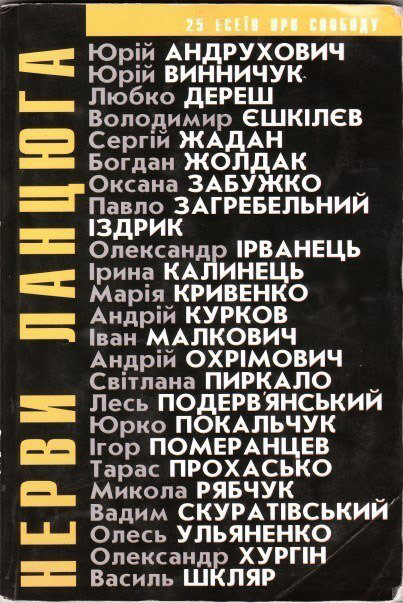 25 ЕСЕЇВ ПРО СВОБОДУ
НЕРВИ ЛАНЦЮГА
Юрій АНДРУХОВИЧ
Юрій ВИННИЧУК
Любко ДЕРЕШ
Володимир ЄШКІЛЄВ
Сергій ЖАДАН
Богдан ЖОЛДАК
Оксана ЗАБУЖКО
Павло ЗАГРЕБЕЛЬНИЙ
ІЗДРИК
Олександр ІРВАНЕЦЬ
Ірина КАЛИНЕЦЬ
Марія КРИВЕНКО
Андрій КУРКОВ
Іван МАЛКОВИЧ
Андрій ОХРІМОВИЧ
Світлана ПИРКАЛО
Лесь ПОДЕРВ'ЯНСЬКИЙ
Юрко ПОКАЛЬЧУК
Ігор ПОМЕРАНЦЕВ
Тарас ПРОХАСЬКО
Микола РЯБЧУК
Вадим СКУРАТІВСЬКИЙ
Олесь УЛЬЯНЕНКО
Олександр ХУРГІН
Василь ШКЛЯР